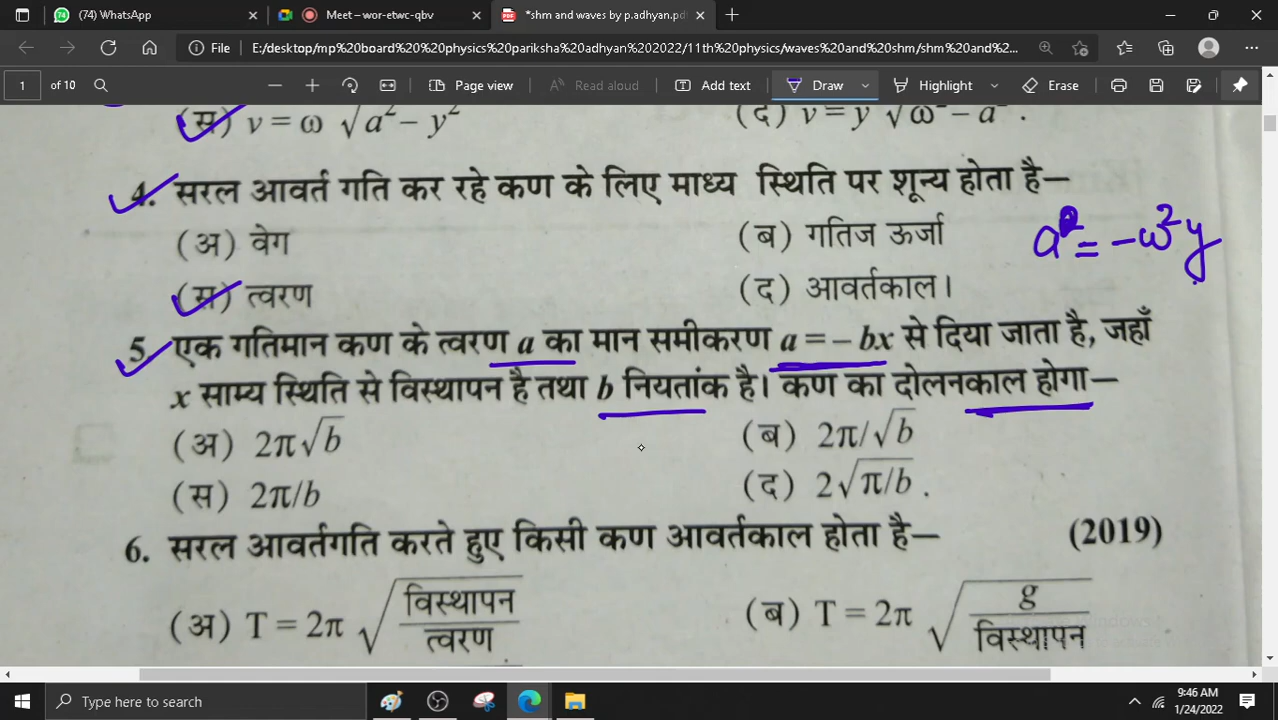 (74) WhatsApp
Meet – wor-etwc-qbv
*shm and waves by p.adhyan.pdf
File E:/desktop/mp%20board%20%20physics%20pariksha%20adhyan%202022/11th%20physics/waves%20and%20shm/shm%20and%2...
1 of 10 Page view Read aloud Add text Draw Highlight Erase
(स) v = ω √a² – y² (द) v = y √ω² – a² .
4. सरल आवर्त गति कर रहे कण के लिए माध्य स्थिति पर शून्य होता है—
(अ) वेग (ब) गतिज ऊर्जा
a = –ω²y
(स) त्वरण (द) आवर्तकाल।
5. एक गतिमान कण के त्वरण a का मान समीकरण a = – bx से दिया जाता है, जहाँ
x साम्य स्थिति से विस्थापन है तथा b नियतांक है। कण का दोलनकाल होगा—
(अ) 2π√b (ब) 2π/√b
(स) 2π/b (द) 2√π/b .
6. सरल आवर्तगति करते हुए किसी कण आवर्तकाल होता है— (2019)
(अ) T = 2π √विस्थापन/त्वरण (ब) T = 2π √g/विस्थापन
Type here to search
9:46 AM
1/24/2022